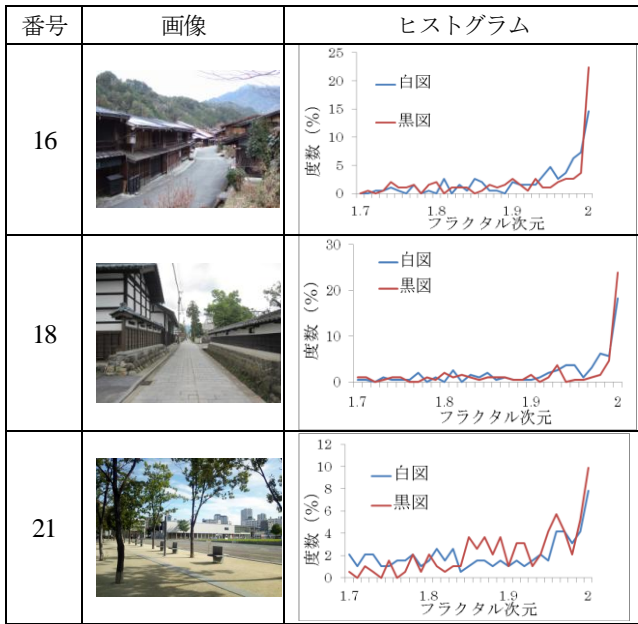 番号 画像 ヒストグラム
16
25
20
15
10
5
0
度数（%）
白図
黒図
1.7 1.8 1.9 2
フラクタル次元
18
30
20
10
0
度数（%）
白図
黒図
1.7 1.8 1.9 2
フラクタル次元
21
12
10
8
6
4
2
0
度数（%）
白図
黒図
1.7 1.8 1.9 2
フラクタル次元